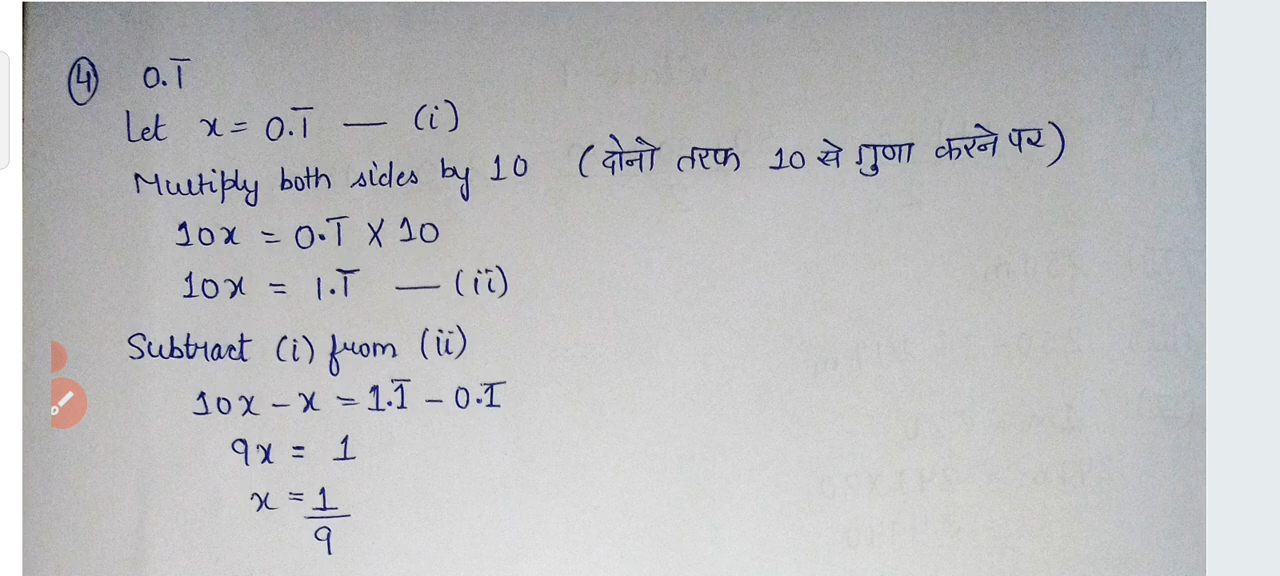 ④ 0.1̅
Let x = 0.1̅ — (i)
Multiply both sides by 10 (दोनो तरफ 10 से गुणा करने पर)
10x = 0.1̅ X 10
10x = 1.1̅ — (ii)
Subtract (i) from (ii)
10x - x = 1.1̅ - 0.1̅
9x = 1
x = 1/9